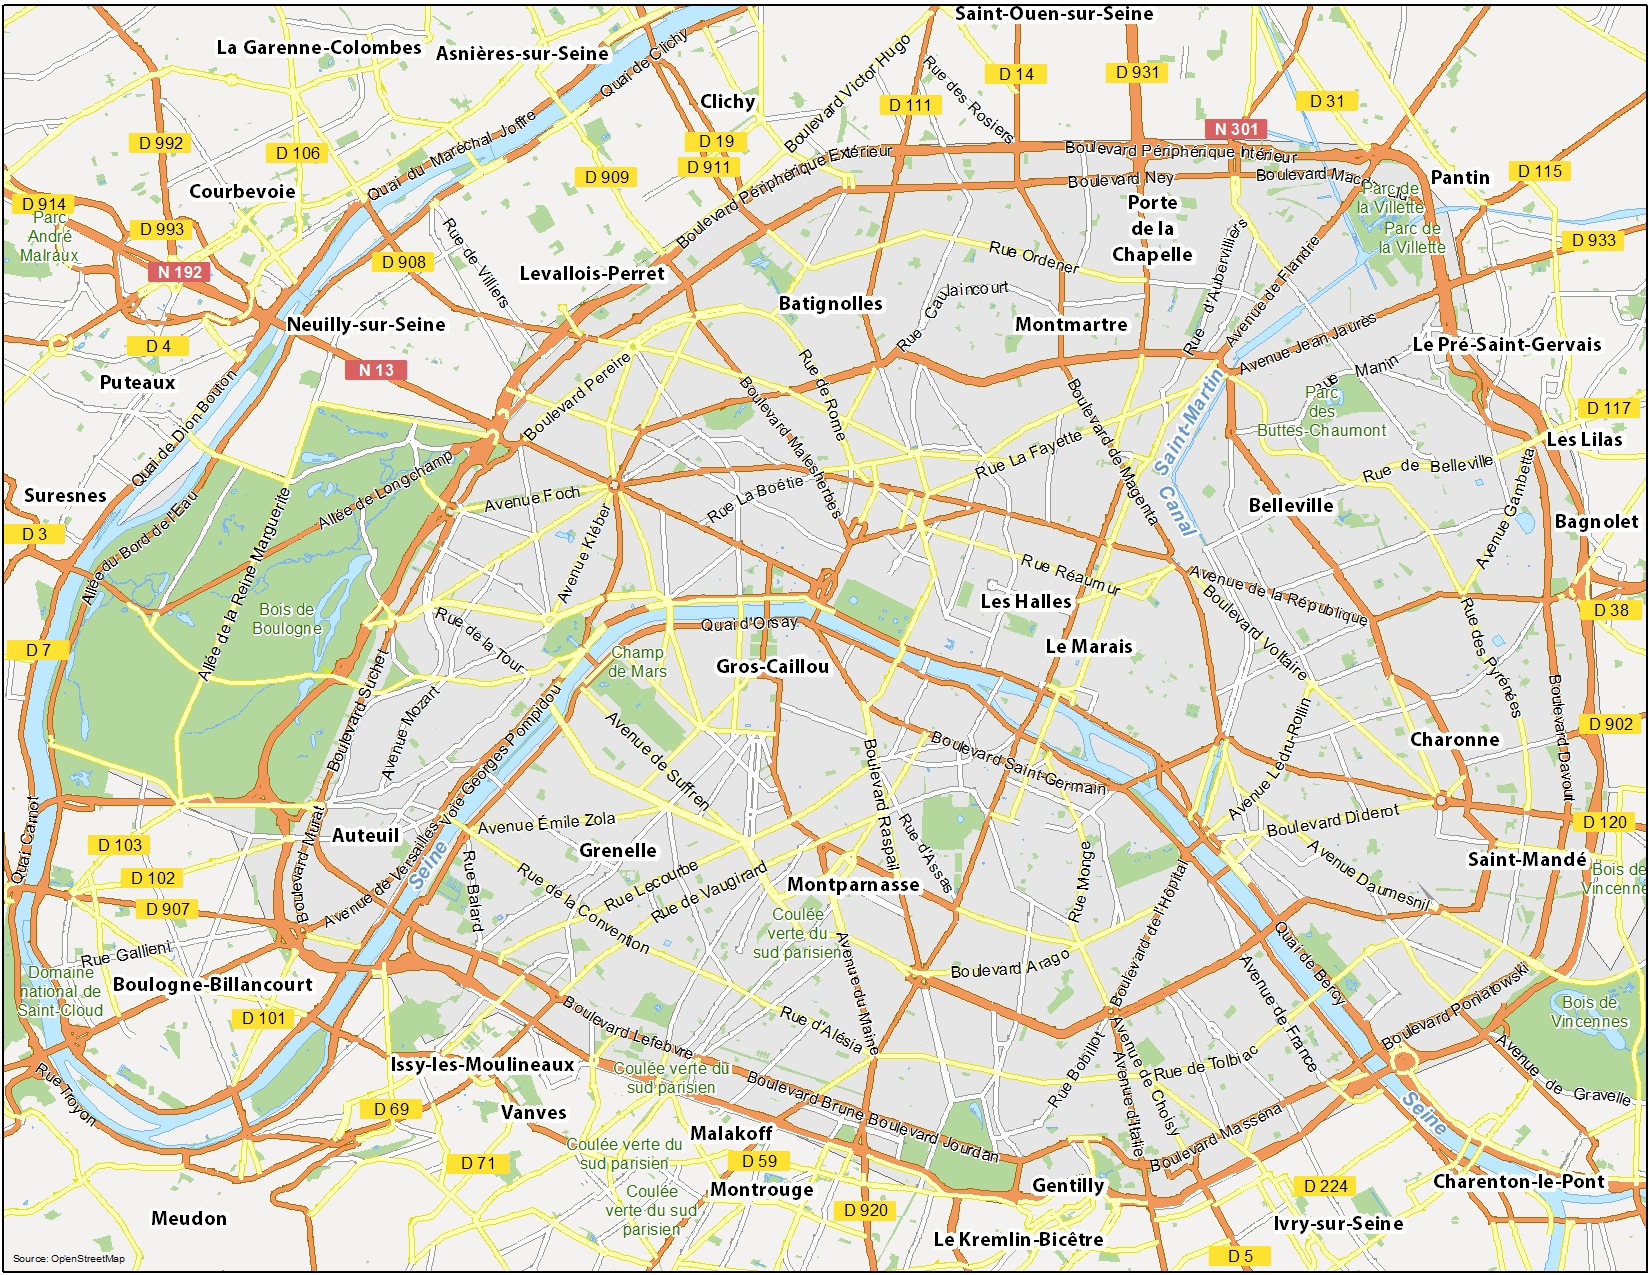 Saint-Ouen-sur-Seine
La Garenne-Colombes
Asnières-sur-Seine
Quai de Clichy
Boulevard Victor Hugo
Rue des Rosiers
D 14
D 931
Clichy
D 111
D 31
N 301
D 992
D 106
Quai du Maréchal Joffre
D 19
D 911
D 909
Boulevard Périphérique Extérieur
Boulevard Périphérique Intérieur
Boulevard Ney
Boulevard Macd
Pantin
D 115
Courbevoie
D 914
Parc
André
Malraux
D 993
N 192
D 908
Rue de Villiers
Levallois-Perret
Porte
de la
Chapelle
Parc de
la Villette
Parc de
la Villette
D 933
Rue Ordener
Rue d'Aubervilliers
Avenue de Flandre
Batignolles
Rue Caulaincourt
Montmartre
Avenue Jean Jaurès
Le Pré-Saint-Gervais
Neuilly-sur-Seine
D 4
N 13
Puteaux
Quai de Dion Bouton
Boulevard Pereire
Rue de Rome
Boulevard Malesherbes
Boulevard de Magenta
Saint-Martin
Canal
Rue Manin
Parc
des
Buttes-Chaumont
D 117
Les Lilas
Rue La Fayette
Rue de Belleville
Avenue Gambetta
Suresnes
D 3
Allée de Longchamp
Allée du Bord de l'Eau
Allée de la Reine Marguerite
Avenue Foch
Avenue Kléber
Rue La Boétie
Belleville
Bagnolet
Bois de
Boulogne
Rue Réaumur
Les Halles
Avenue de la République
Boulevard Voltaire
Rue des Pyrénées
D 38
D 7
Rue de la Tour
Quai d'Orsay
Champ
de Mars
Gros-Caillou
Le Marais
Boulevard Suchet
Avenue Mozart
Voie Georges Pompidou
Avenue de Suffren
Boulevard Raspail
Boulevard Saint-Germain
Avenue Ledru-Rollin
Charonne
Boulevard Davout
D 902
Quai Carnot
Boulevard Murat
Auteuil
Avenue de Versailles
Seine
Avenue Émile Zola
Grenelle
Rue d'Assas
Rue Monge
Boulevard Diderot
Avenue Daumesnil
D 120
Saint-Mandé
Bois de
Vincenne
D 103
D 102
D 907
Rue Balard
Rue de la Convention
Rue Lecourbe
Rue de Vaugirard
Montparnasse
Coulée
verte du
sud parisien
Boulevard de l'Hôpital
Rue Gallieni
Domaine
national de
Saint-Cloud
Boulogne-Billancourt
D 101
Avenue du Maine
Boulevard Arago
Quai de Bercy
Avenue de France
Boulevard Poniatowski
Bois de
Vincennes
Boulevard Lefebvre
Rue d'Alésia
Rue Bobillot
Avenue de Choisy
Avenue d'Italie
Rue de Tolbiac
Avenue de Gravelle
Rue Troyon
Issy-les-Moulineaux
Coulée verte du
sud parisien
Boulevard Brune
Boulevard Jourdan
Boulevard Masséna
Seine
D 69
Vanves
Malakoff
Coulée verte du
sud parisien
D 71
D 59
Montrouge
Coulée
verte du sud
parisien
D 920
Gentilly
D 224
Charenton-le-Pont
Meudon
Le Kremlin-Bicêtre
Ivry-sur-Seine
D 5
Source: OpenStreetMap